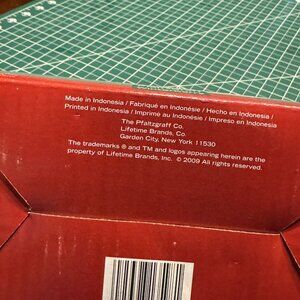 Made in Indonesia / Fabriqué en Indonésie / Hecho en Indonesia /
Printed in Indonesia / Imprimé au Indonésie / Impreso en Indonesia
The Pfaltzgraff Co.
Lifetime Brands, Co.
Garden City, New York 11530
The trademarks ® and TM and logos appearing herein are the
property of Lifetime Brands, Inc. © 2009 All rights reserved.